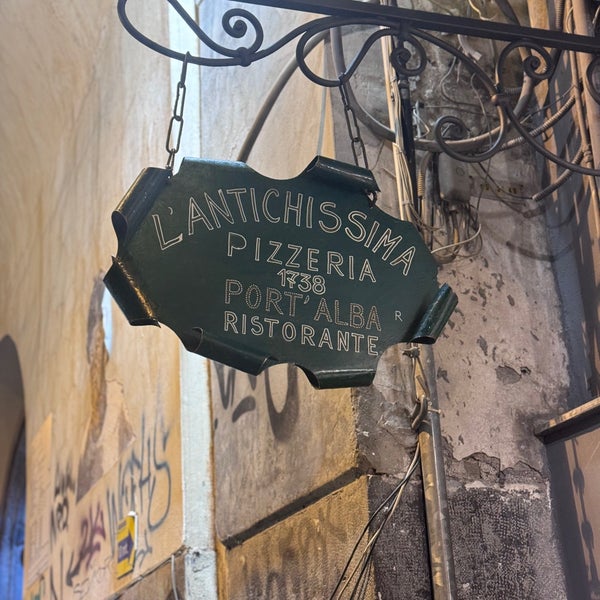 L'ANTICHISSIMA
PIZZERIA
1738
PORT'ALBA
R
RISTORANTE